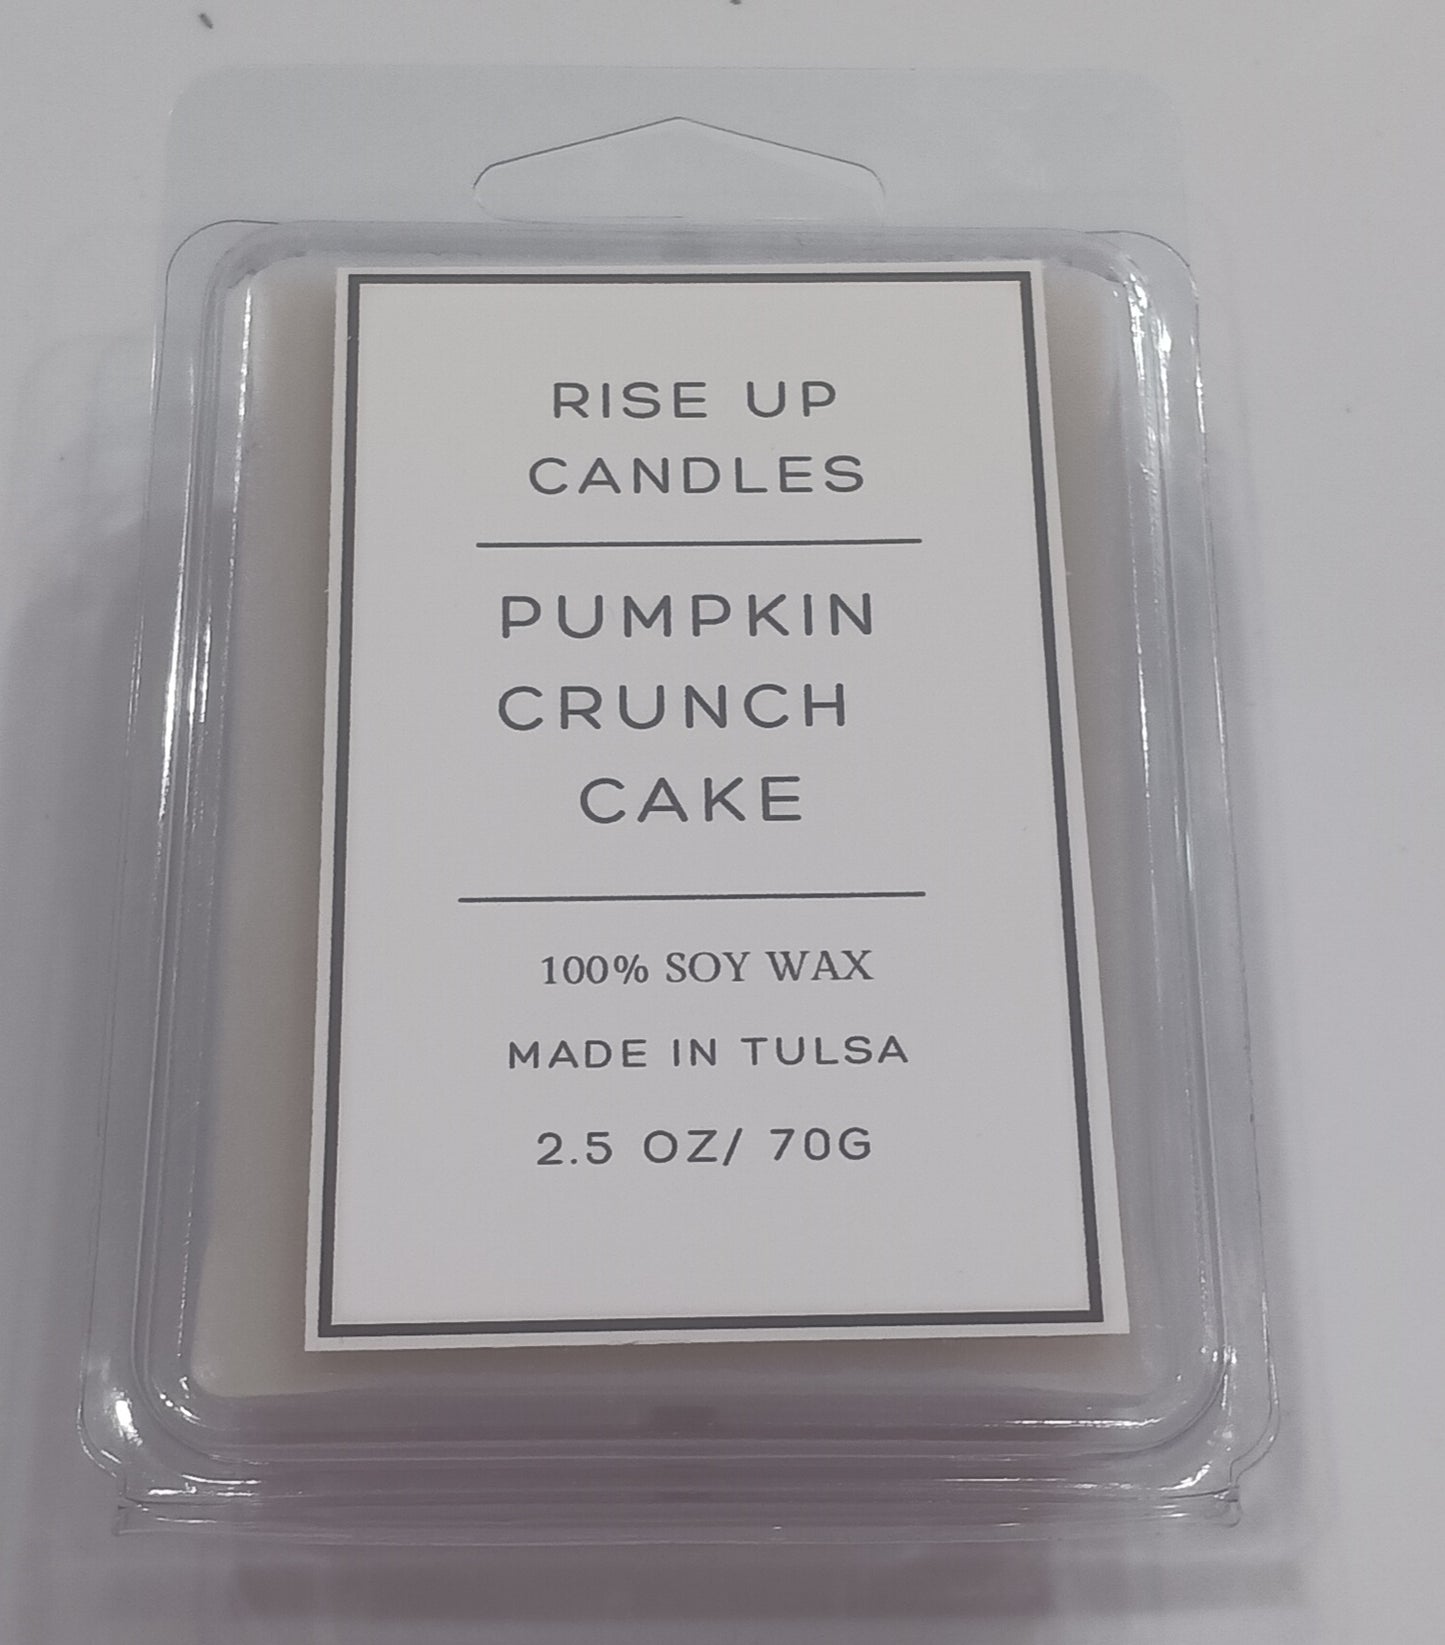 RISE UP
CANDLES
PUMPKIN
CRUNCH
CAKE
100% SOY WAX
MADE IN TULSA
2.5 OZ/ 70G